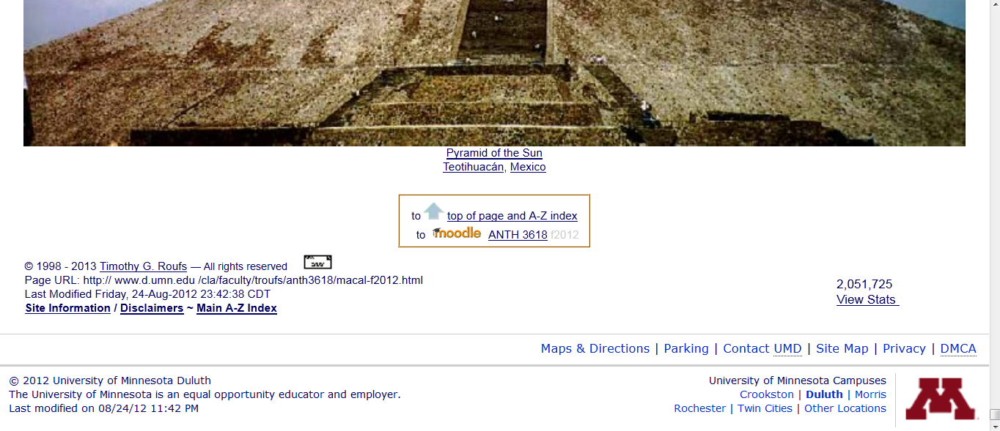 Pyramid of the Sun
Teotihuacán, Mexico
to top of page and A-Z index
to moodle ANTH 3618 f2012
© 1998 - 2013 Timothy G. Roufs — All rights reserved
Page URL: http:// www.d.umn.edu /cla/faculty/troufs/anth3618/macal-f2012.html
Last Modified Friday, 24-Aug-2012 23:42:38 CDT
Site Information / Disclaimers ~ Main A-Z Index
2,051,725
View Stats
Maps & Directions | Parking | Contact UMD | Site Map | Privacy | DMCA
© 2012 University of Minnesota Duluth
The University of Minnesota is an equal opportunity educator and employer.
Last modified on 08/24/12 11:42 PM
University of Minnesota Campuses
Crookston | Duluth | Morris
Rochester | Twin Cities | Other Locations
M